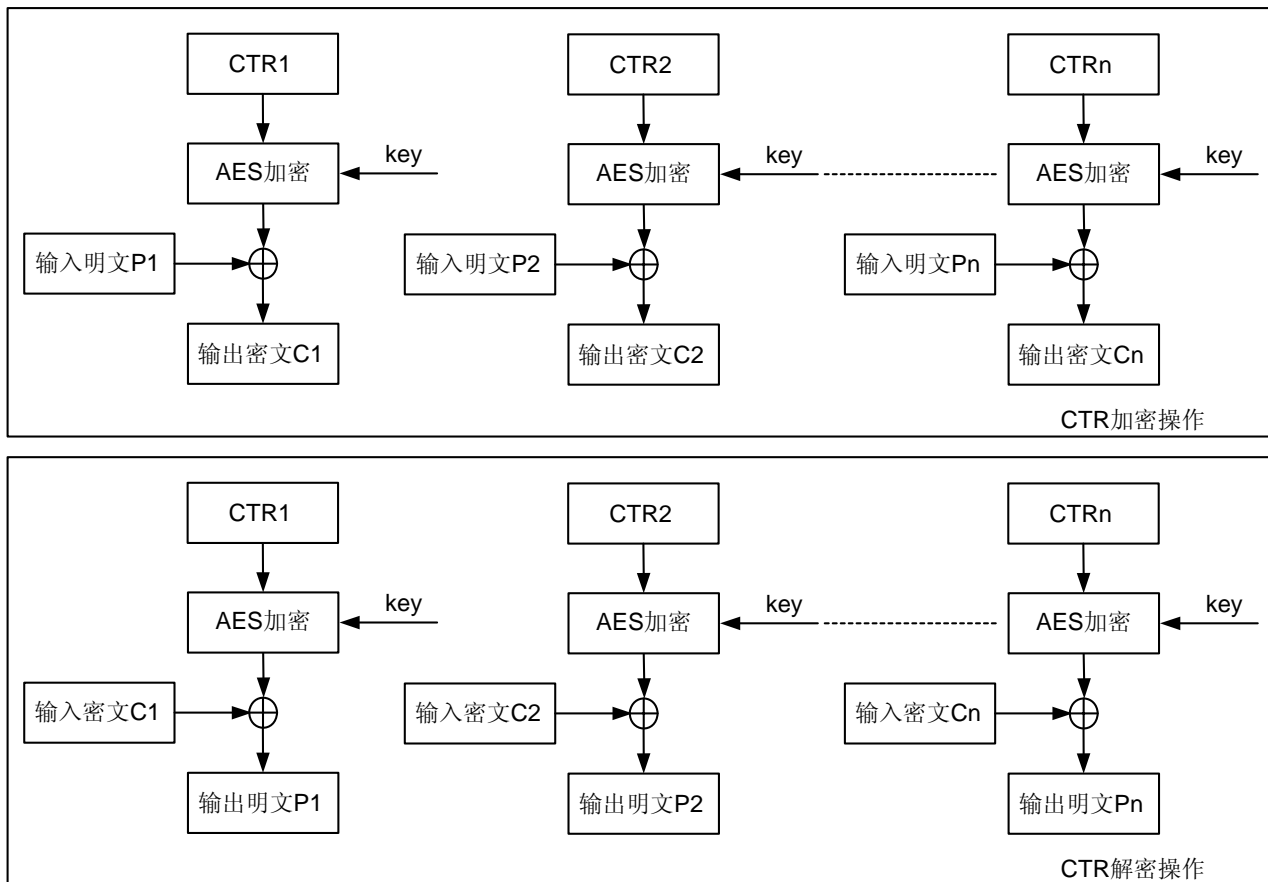 CTR1
CTR2
CTRn
AES加密
key
AES加密
key
AES加密
key
输入明文P1
输入明文P2
输入明文Pn
输出密文C1
输出密文C2
输出密文Cn
CTR加密操作
CTR1
CTR2
CTRn
AES加密
key
AES加密
key
AES加密
key
输入密文C1
输入密文C2
输入密文Cn
输出明文P1
输出明文P2
输出明文Pn
CTR解密操作